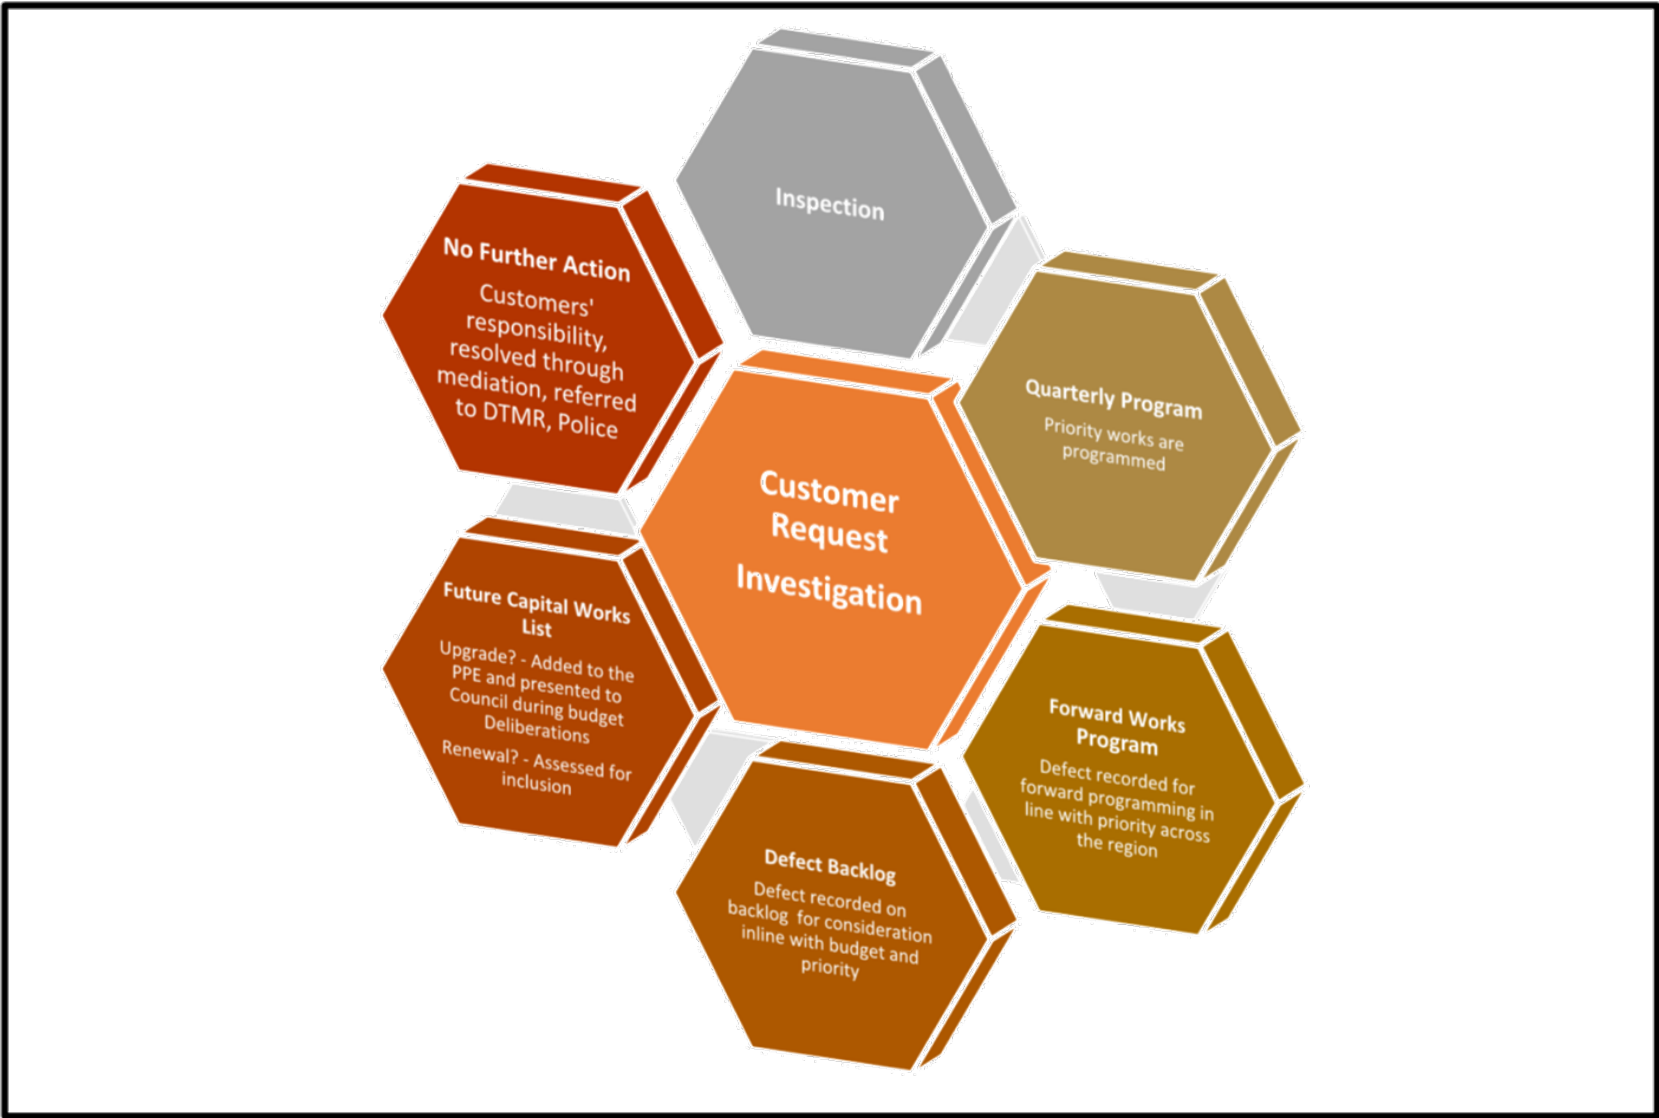 Inspection
No Further Action
Customers'
responsibility,
resolved through
mediation, referred
to DTMR, Police
Quarterly Program
Priority works are
programmed
Customer
Request
Investigation
Future Capital Works
List
Upgrade? - Added to the
PPE and presented to
Council during budget
Deliberations
Renewal? - Assessed for
inclusion
Forward Works
Program
Defect recorded for
forward programming in
line with priority across
the region
Defect Backlog
Defect recorded on
backlog for consideration
inline with budget and
priority